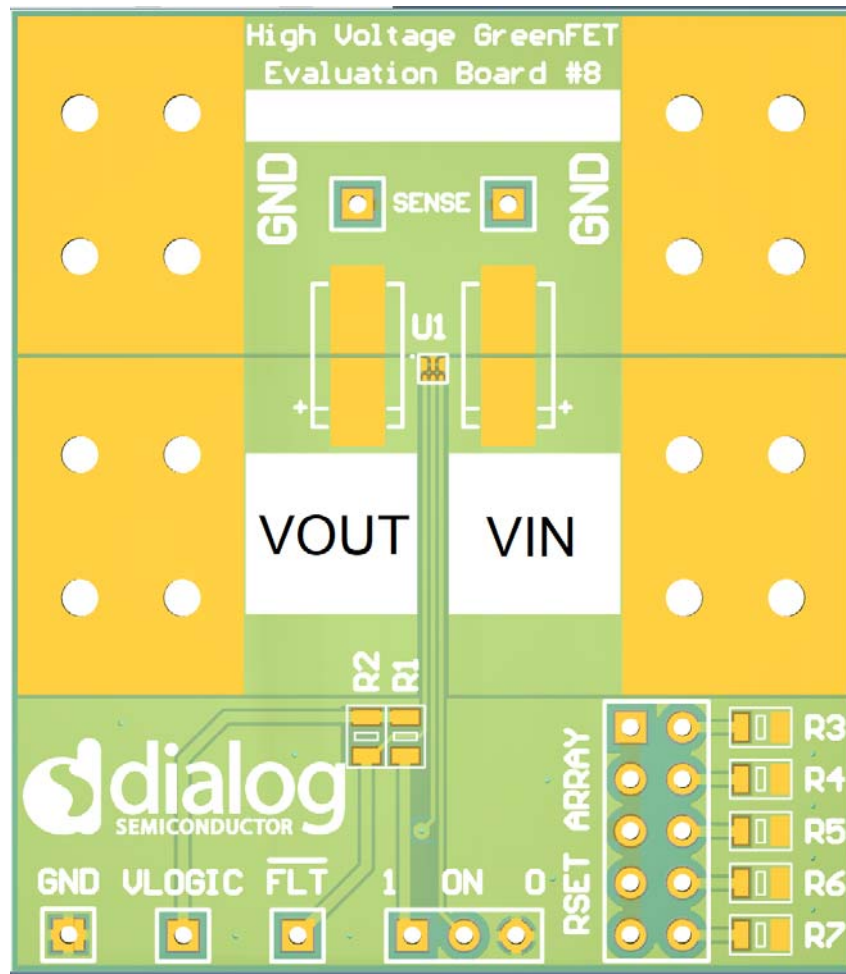 High Voltage GreenFET
Evaluation Board #8
GND
SENSE
GND
U1
+
+
VOUT
VIN
R2
R1
RSET ARRAY
R3
R4
R5
R6
R7
dialog
SEMICONDUCTOR
GND VLOGIC FLT 1 ON 0